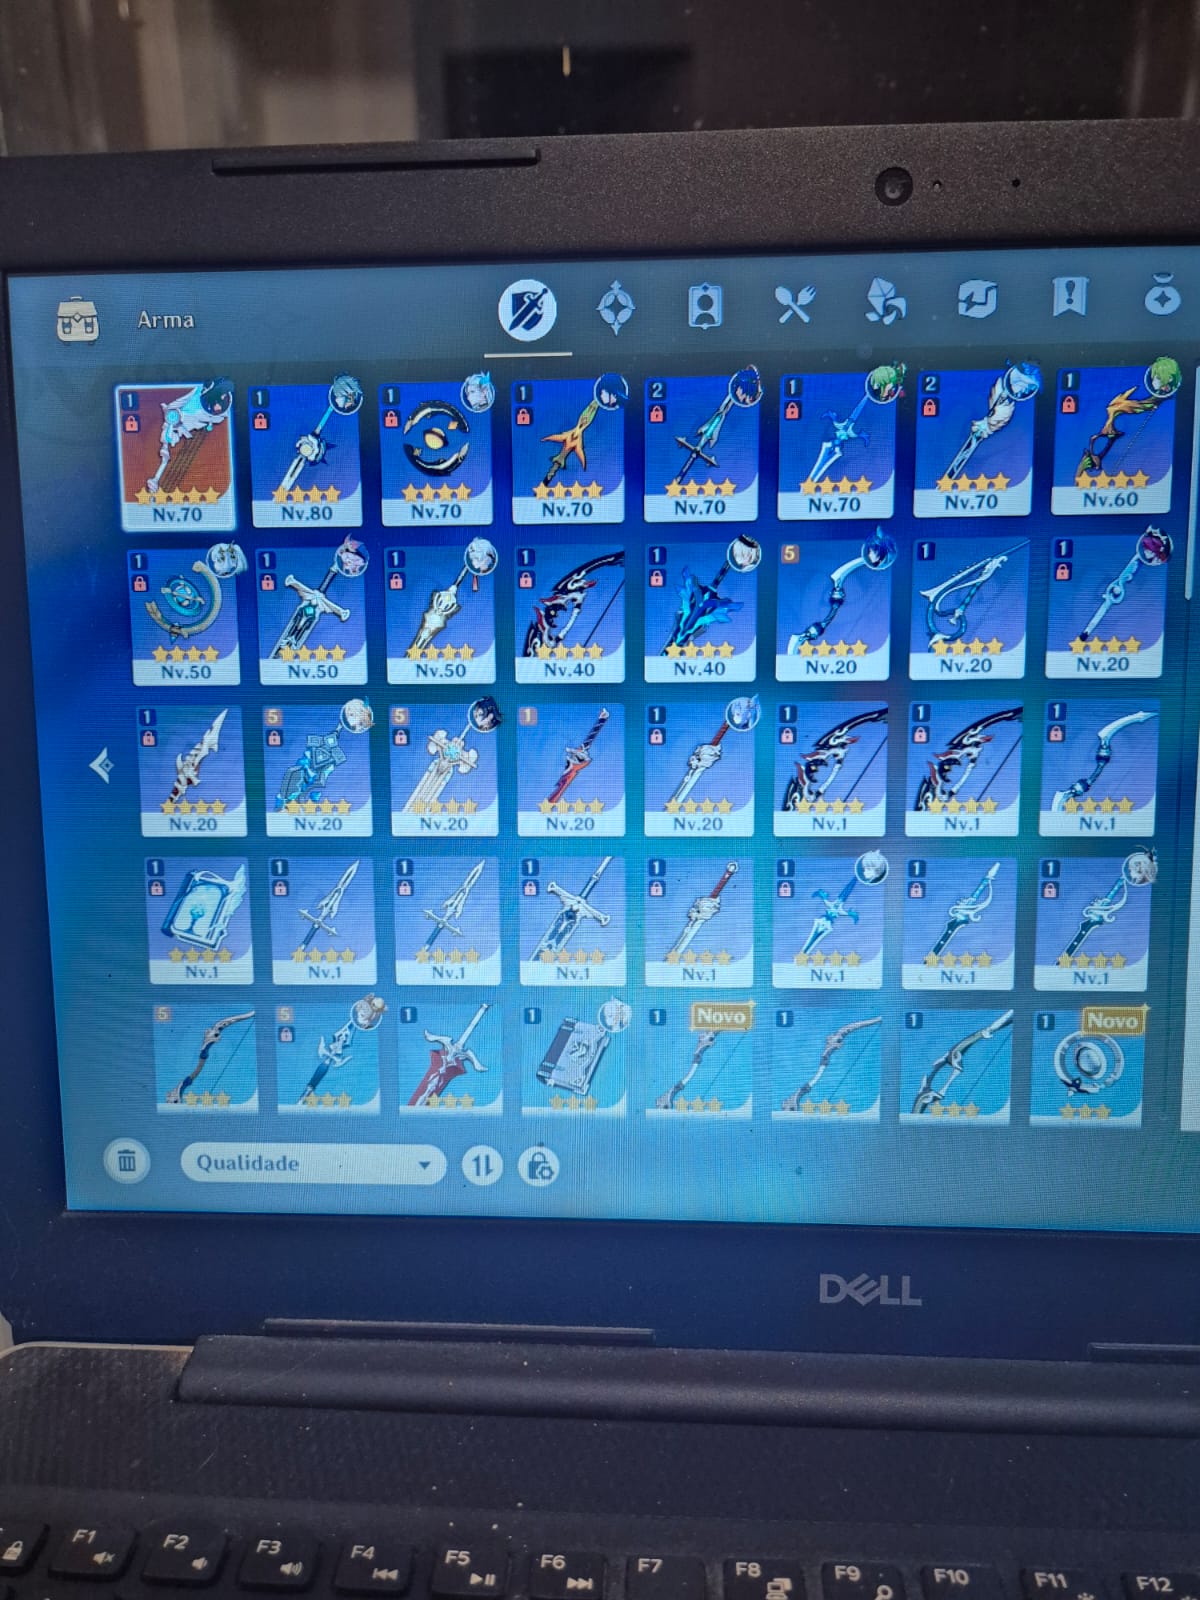 Arma
1 1 1 1 2 1 2 1
Nv.70 Nv.80 Nv.70 Nv.70 Nv.70 Nv.70 Nv.70 Nv.60
1 1 1 1 1 5 1 1
Nv.50 Nv.50 Nv.50 Nv.40 Nv.40 Nv.20 Nv.20 Nv.20
1 5 5 1 1 1 1 1
Nv.20 Nv.20 Nv.20 Nv.20 Nv.20 Nv.1 Nv.1 Nv.1
1 1 1 1 1 1 1 1
Nv.1 Nv.1 Nv.1 Nv.1 Nv.1 Nv.1 Nv.1 Nv.1
5 5 1 1 1 Novo 1 1 1 Novo
Qualidade
DELL
F1 F2 F3 F4 F5 F6 F7 F8 F9 F10 F11 F12